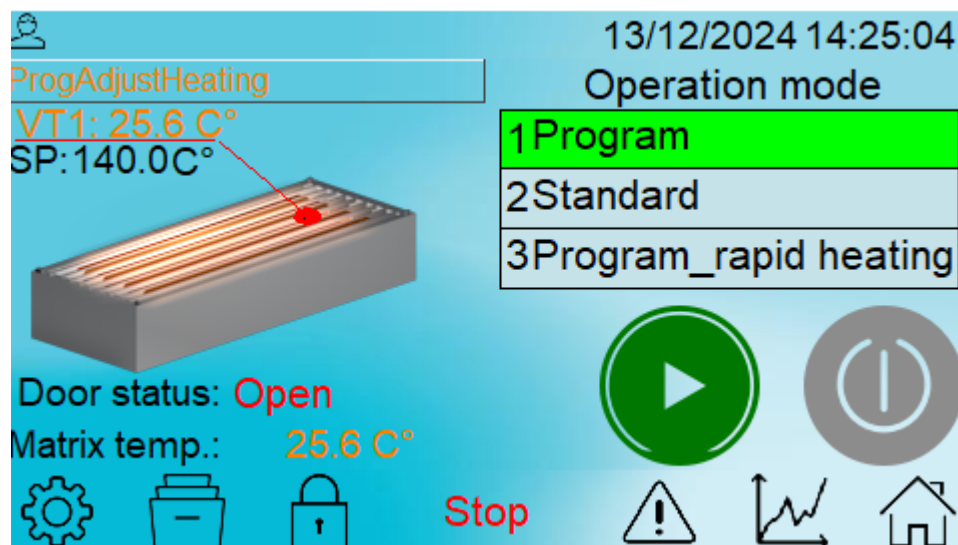 13/12/2024 14:25:04
ProgAdjustHeating
Operation mode
VT1: 25.6 C°
SP:140.0C°
1Program
2Standard
3Program_rapid heating
Door status: Open
Matrix temp.: 25.6 C°
Stop